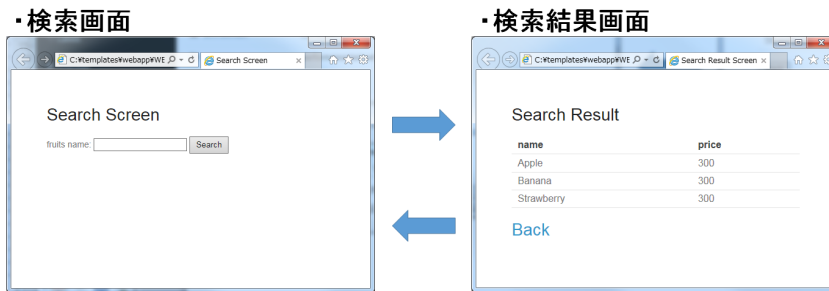 ・検索画面
C:¥templates¥webapp¥WE
Search Screen
Search Screen
fruits name:
Search
・検索結果画面
C:¥templates¥webapp¥WE
Search Result Screen
Search Result
name price
Apple 300
Banana 300
Strawberry 300
Back